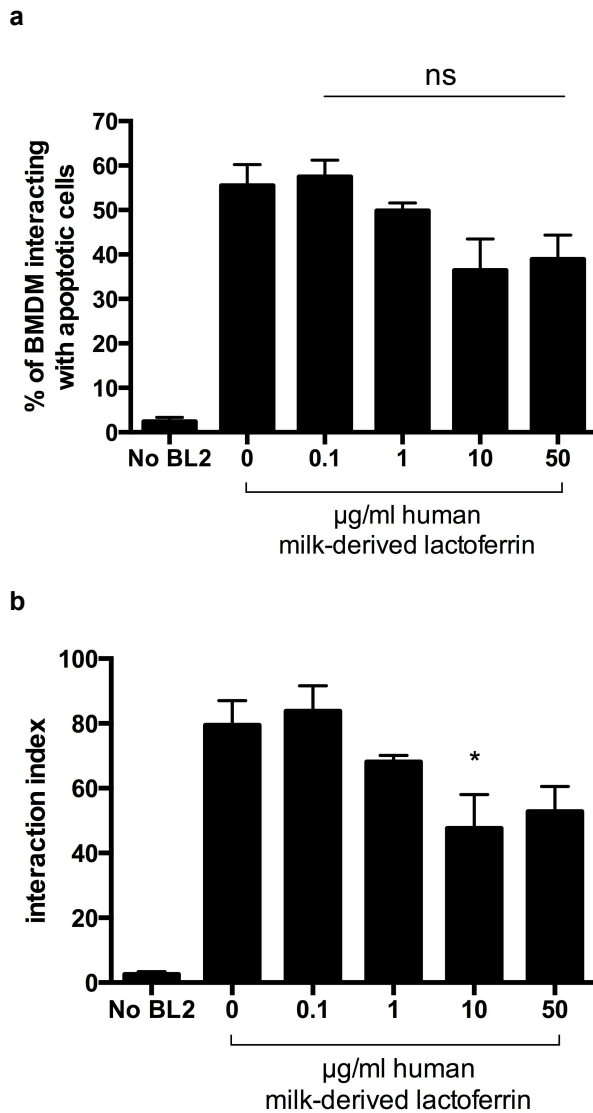 a
ns
% of BMDM interacting
with apoptotic cells
70
60
50
40
30
20
10
0
No BL2 0 0.1 1 10 50
µg/ml human
milk-derived lactoferrin
b
interaction index
100
80
60
40
20
0
*
No BL2 0 0.1 1 10 50
µg/ml human
milk-derived lactoferrin